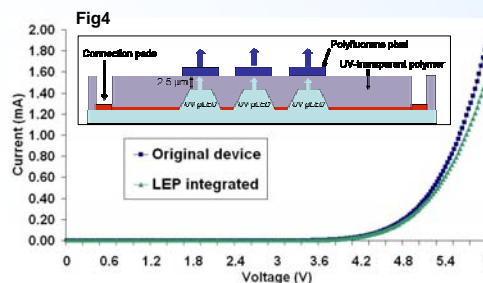 Fig4
2.00
1.80
1.60
1.40
1.20
1.00
0.80
0.60
0.40
0.20
0.00
Current (mA)
Connection pads
Polyfluorene pixel
UV-transparent polymer
2.5 µm
UV µLED UV µLED UV µLED
Original device
LEP integrated
0 0.6 1.2 1.8 2.4 3 3.6 4.2 4.8 5.4
Voltage (V)